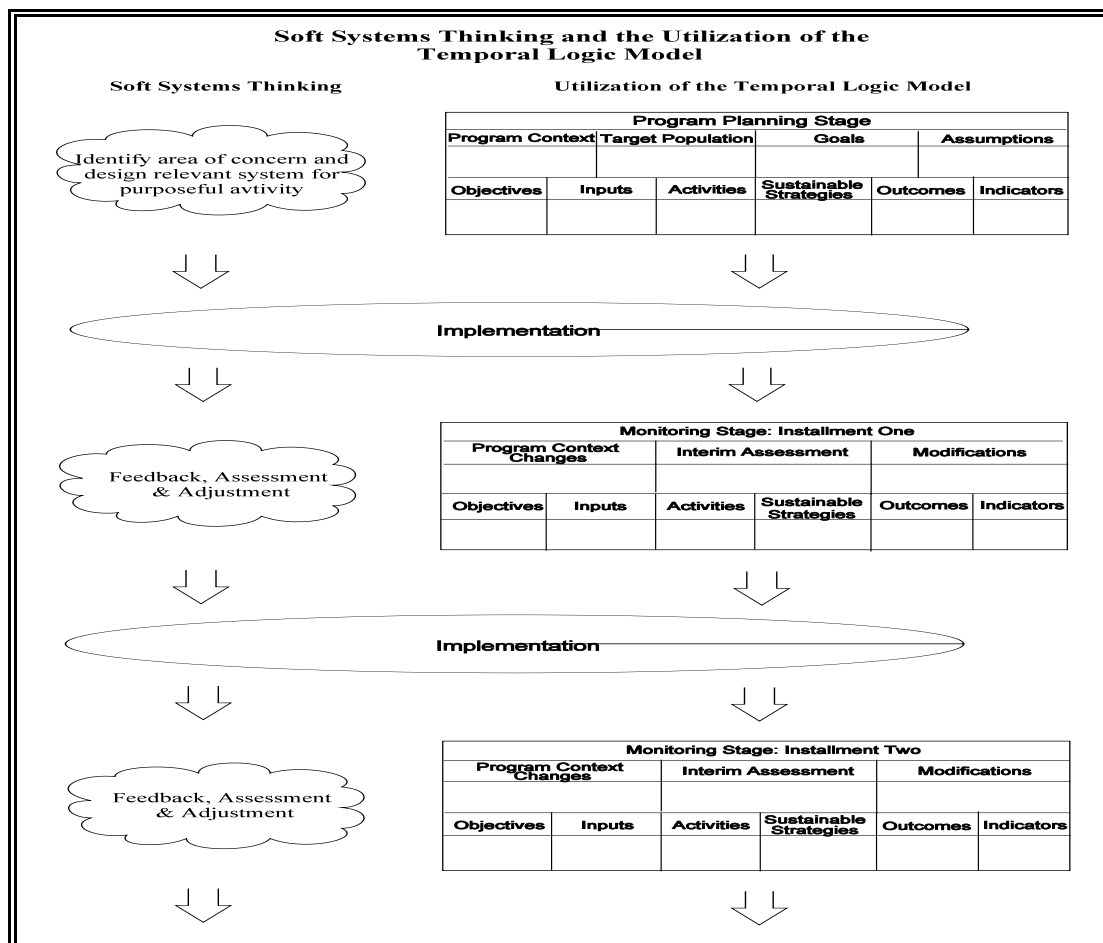 Soft Systems Thinking and the Utilization of the
Temporal Logic Model
Soft Systems Thinking
Utilization of the Temporal Logic Model
Identify area of concern and
design relevant system for
purposeful avtivity
Program Planning Stage
Program Context Target Population Goals Assumptions
Objectives Inputs Activities Sustainable Strategies Outcomes Indicators
Implementation
Feedback, Assessment
& Adjustment
Monitoring Stage: Installment One
Program Context Changes Interim Assessment Modifications
Objectives Inputs Activities Sustainable Strategies Outcomes Indicators
Implementation
Feedback, Assessment
& Adjustment
Monitoring Stage: Installment Two
Program Context Changes Interim Assessment Modifications
Objectives Inputs Activities Sustainable Strategies Outcomes Indicators